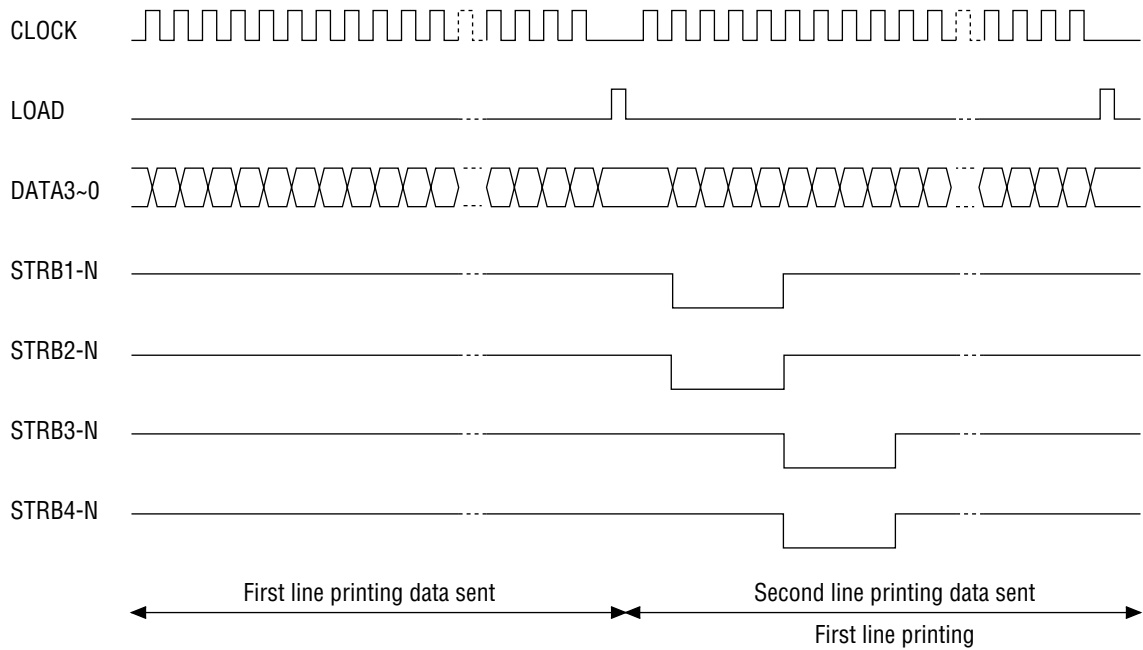 CLOCK
LOAD
DATA3~0
STRB1-N
STRB2-N
STRB3-N
STRB4-N
First line printing data sent
Second line printing data sent
First line printing